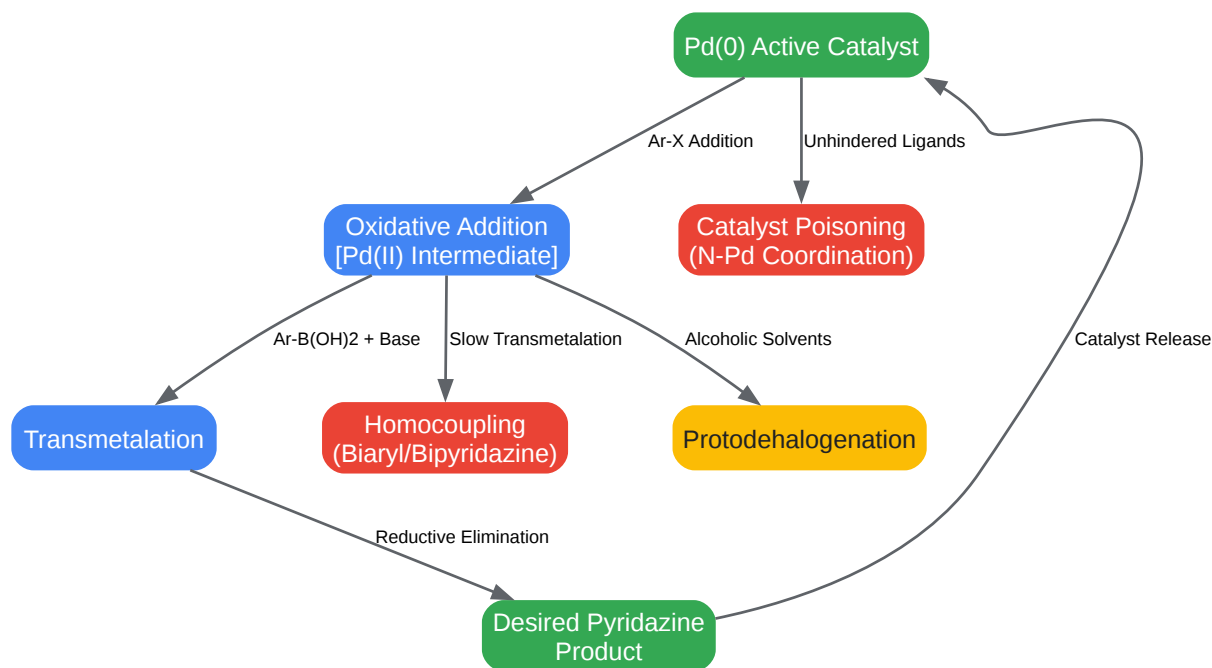 Pd(0) Active Catalyst
Ar-X Addition
Unhindered Ligands
Oxidative Addition
[Pd(II) Intermediate]
Catalyst Poisoning
(N-Pd Coordination)
Ar-B(OH)2 + Base
Slow Transmetalation
Alcoholic Solvents
Catalyst Release
Transmetalation
Homocoupling
(Biaryl/Bipyridazine)
Protodehalogenation
Reductive Elimination
Desired Pyridazine
Product